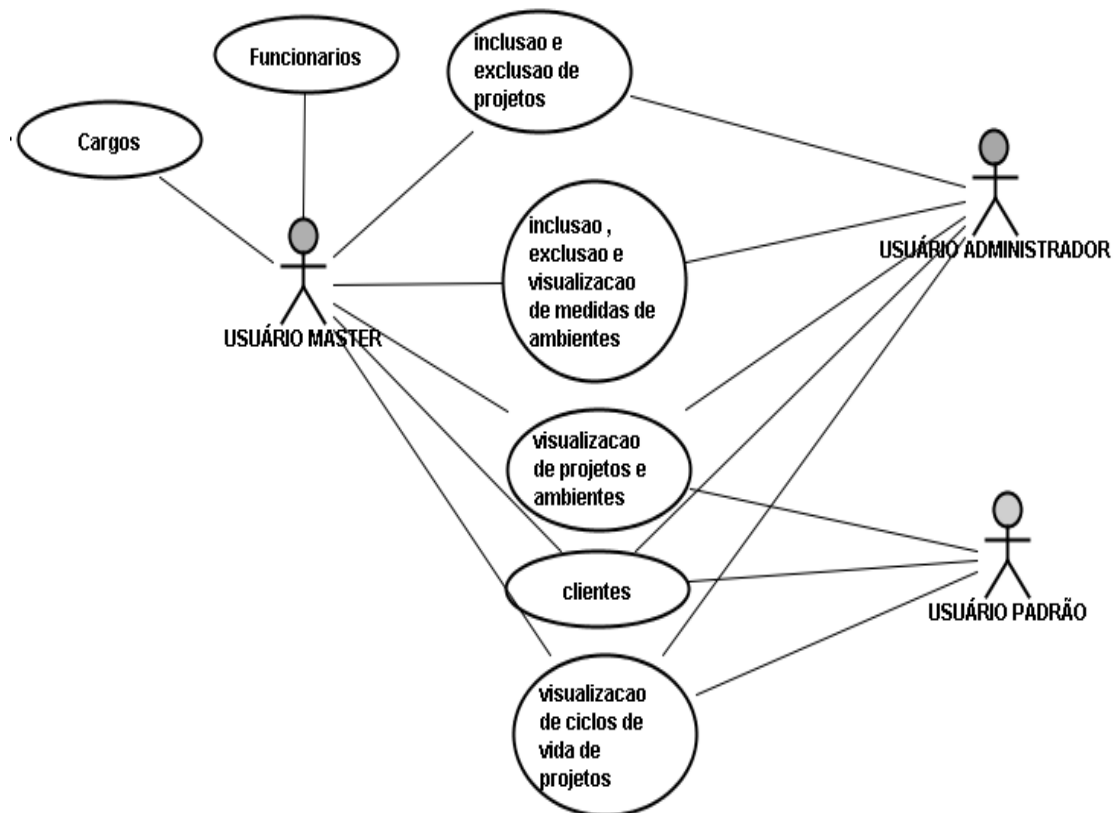 Funcionários
inclusao e
exclusao de
projetos
Cargos
inclusao ,
exclusao e
visualizacao
de medidas de
ambientes
USUÁRIO ADMINISTRADOR
USUÁRIO MASTER
visualizacao
de projetos e
ambientes
clientes
USUÁRIO PADRÃO
visualizacao
de ciclos de
vida de
projetos